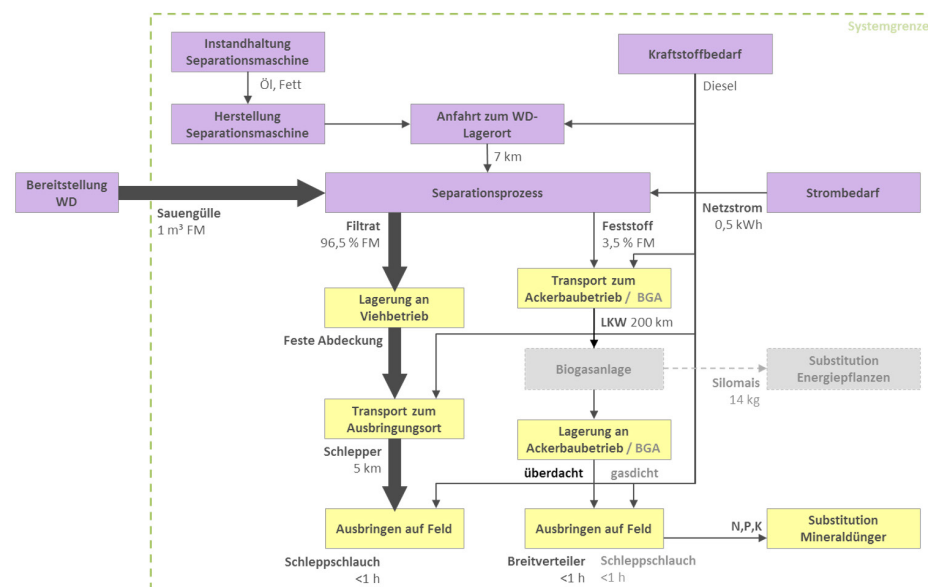 Systemgrenze
Instandhaltung
Separationsmaschine
Kraftstoffbedarf
Öl, Fett
Diesel
Herstellung
Separationsmaschine
Anfahrt zum WD-
Lagerort
7 km
Bereitstellung
WD
Separationsprozess
Strombedarf
Sauengülle
1 m³ FM
Filtrat
96,5 % FM
Feststoff
3,5 % FM
Netzstrom
0,5 kWh
Transport zum
Ackerbaubetrieb / BGA
Lagerung an
Viehbetrieb
LKW 200 km
Feste Abdeckung
Biogasanlage
Substitution
Energiepflanzen
Silomais
14 kg
Transport zum
Ausbringungsort
Lagerung an
Ackerbaubetrieb / BGA
Schlepper
5 km
überdacht gasdicht
Ausbringen auf Feld
Ausbringen auf Feld
N,P,K
Substitution
Mineraldünger
Schleppschlauch
<1 h
Breitverteiler
<1 h
Schleppschlauch
<1 h